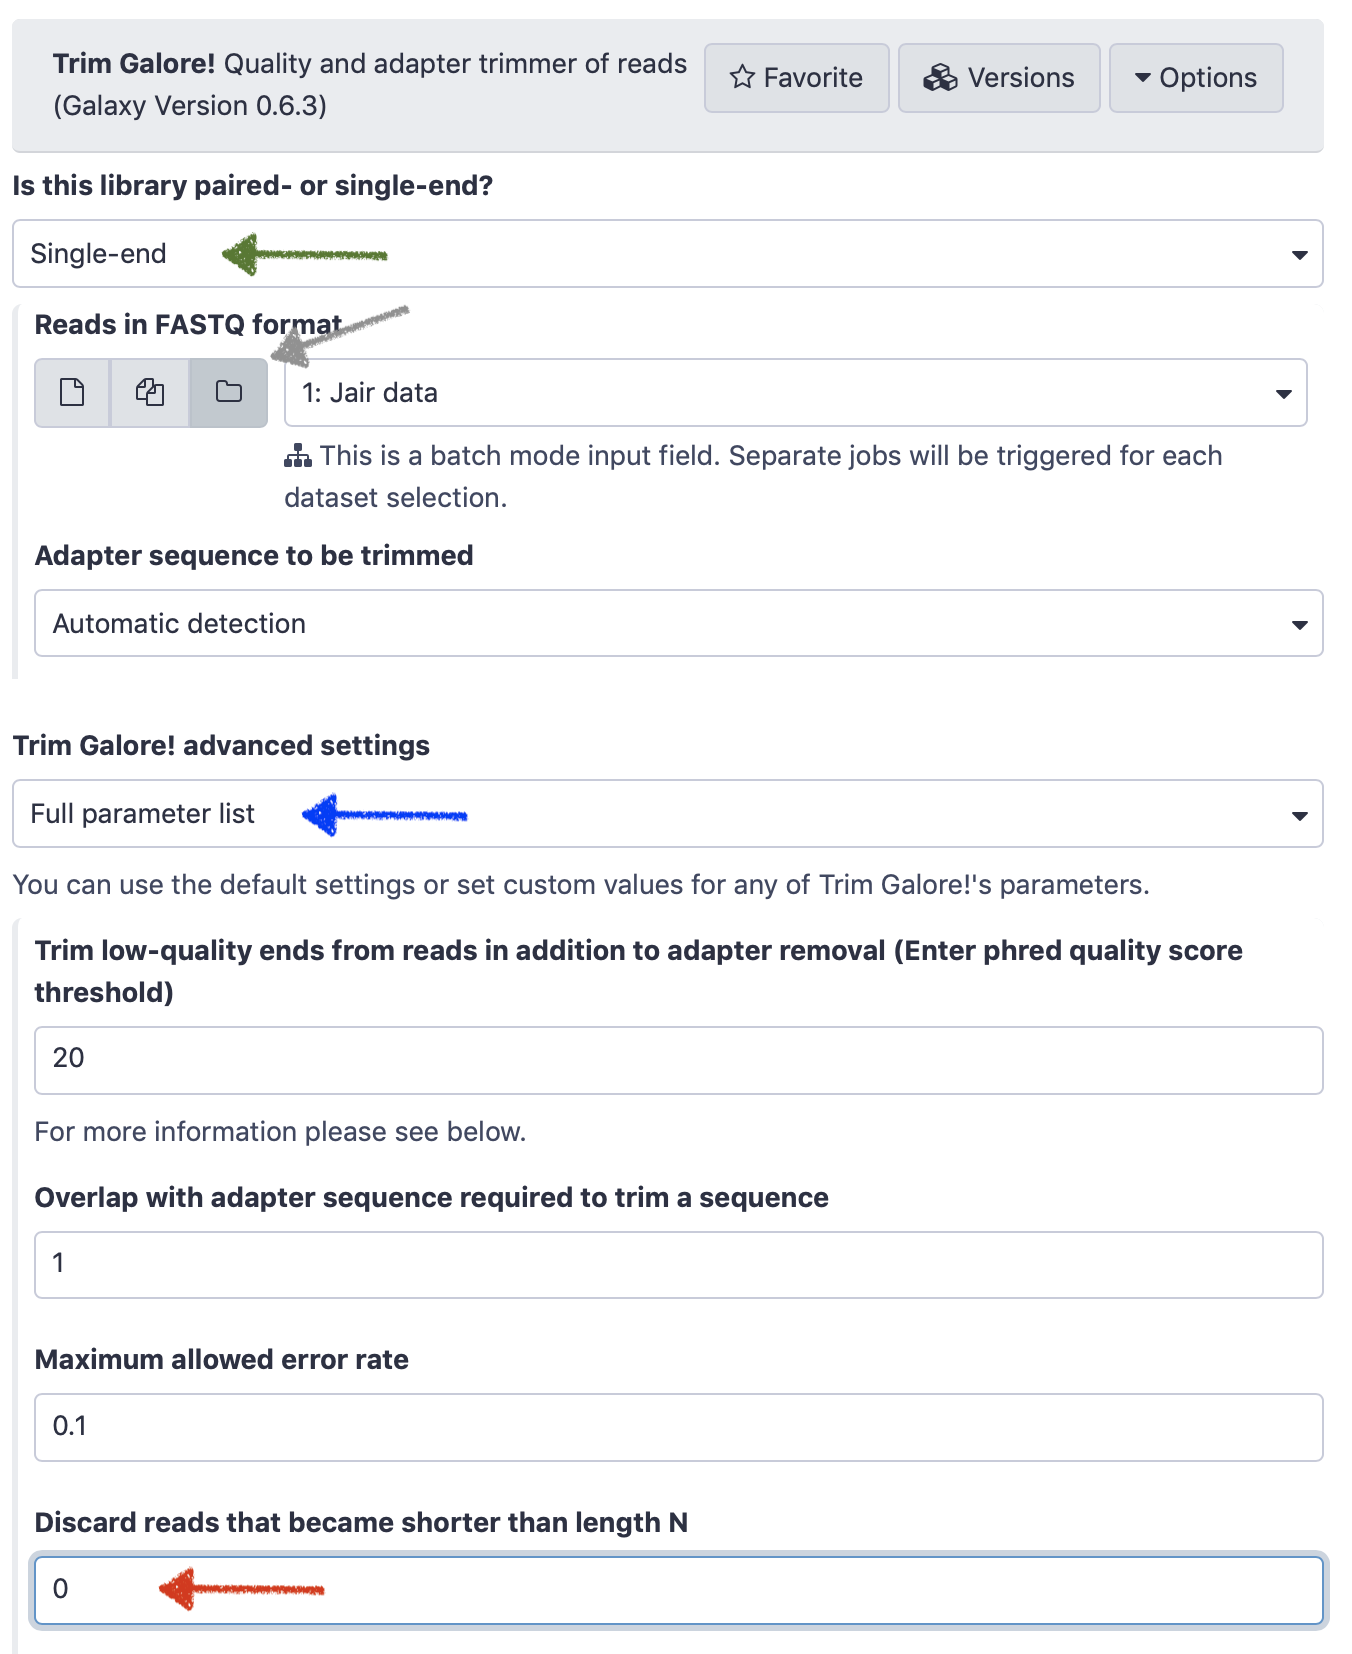 Trim Galore! Quality and adapter trimmer of reads
(Galaxy Version 0.6.3)
Favorite
Versions
Options
Is this library paired- or single-end?
Single-end
Reads in FASTQ format
1: Jair data
This is a batch mode input field. Separate jobs will be triggered for each
dataset selection.
Adapter sequence to be trimmed
Automatic detection
Trim Galore! advanced settings
Full parameter list
You can use the default settings or set custom values for any of Trim Galore!'s parameters.
Trim low-quality ends from reads in addition to adapter removal (Enter phred quality score
threshold)
20
For more information please see below.
Overlap with adapter sequence required to trim a sequence
1
Maximum allowed error rate
0.1
Discard reads that became shorter than length N
0